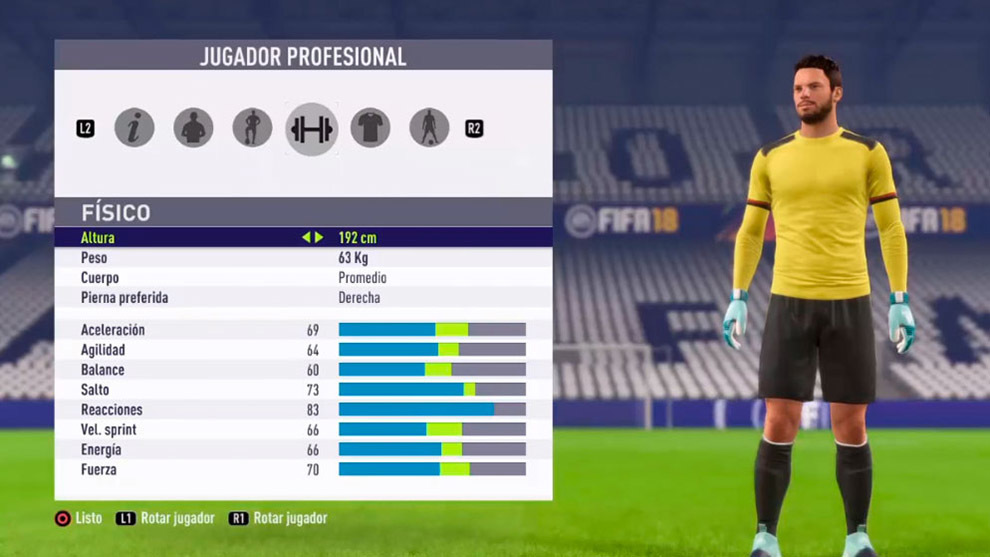 JUGADOR PROFESIONAL
L2 R2
FÍSICO
Altura 192 cm
Peso 63 Kg
Cuerpo Promedio
Pierna preferida Derecha
Aceleración 69
Agilidad 64
Balance 60
Salto 73
Reacciones 83
Vel. sprint 66
Energía 66
Fuerza 70
Listo L1 Rotar jugador R1 Rotar jugador
FIFA 18